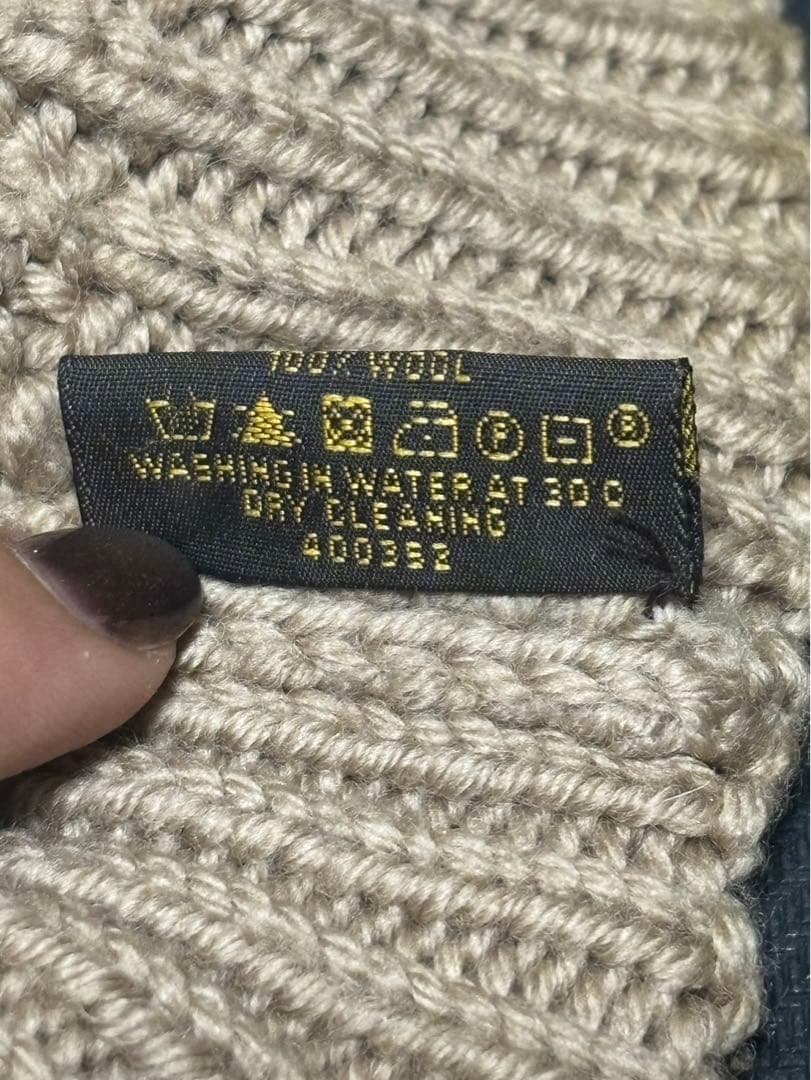 100% WOOL
P R
WASHING IN WATER AT 30 C
DRY CLEANING
400382